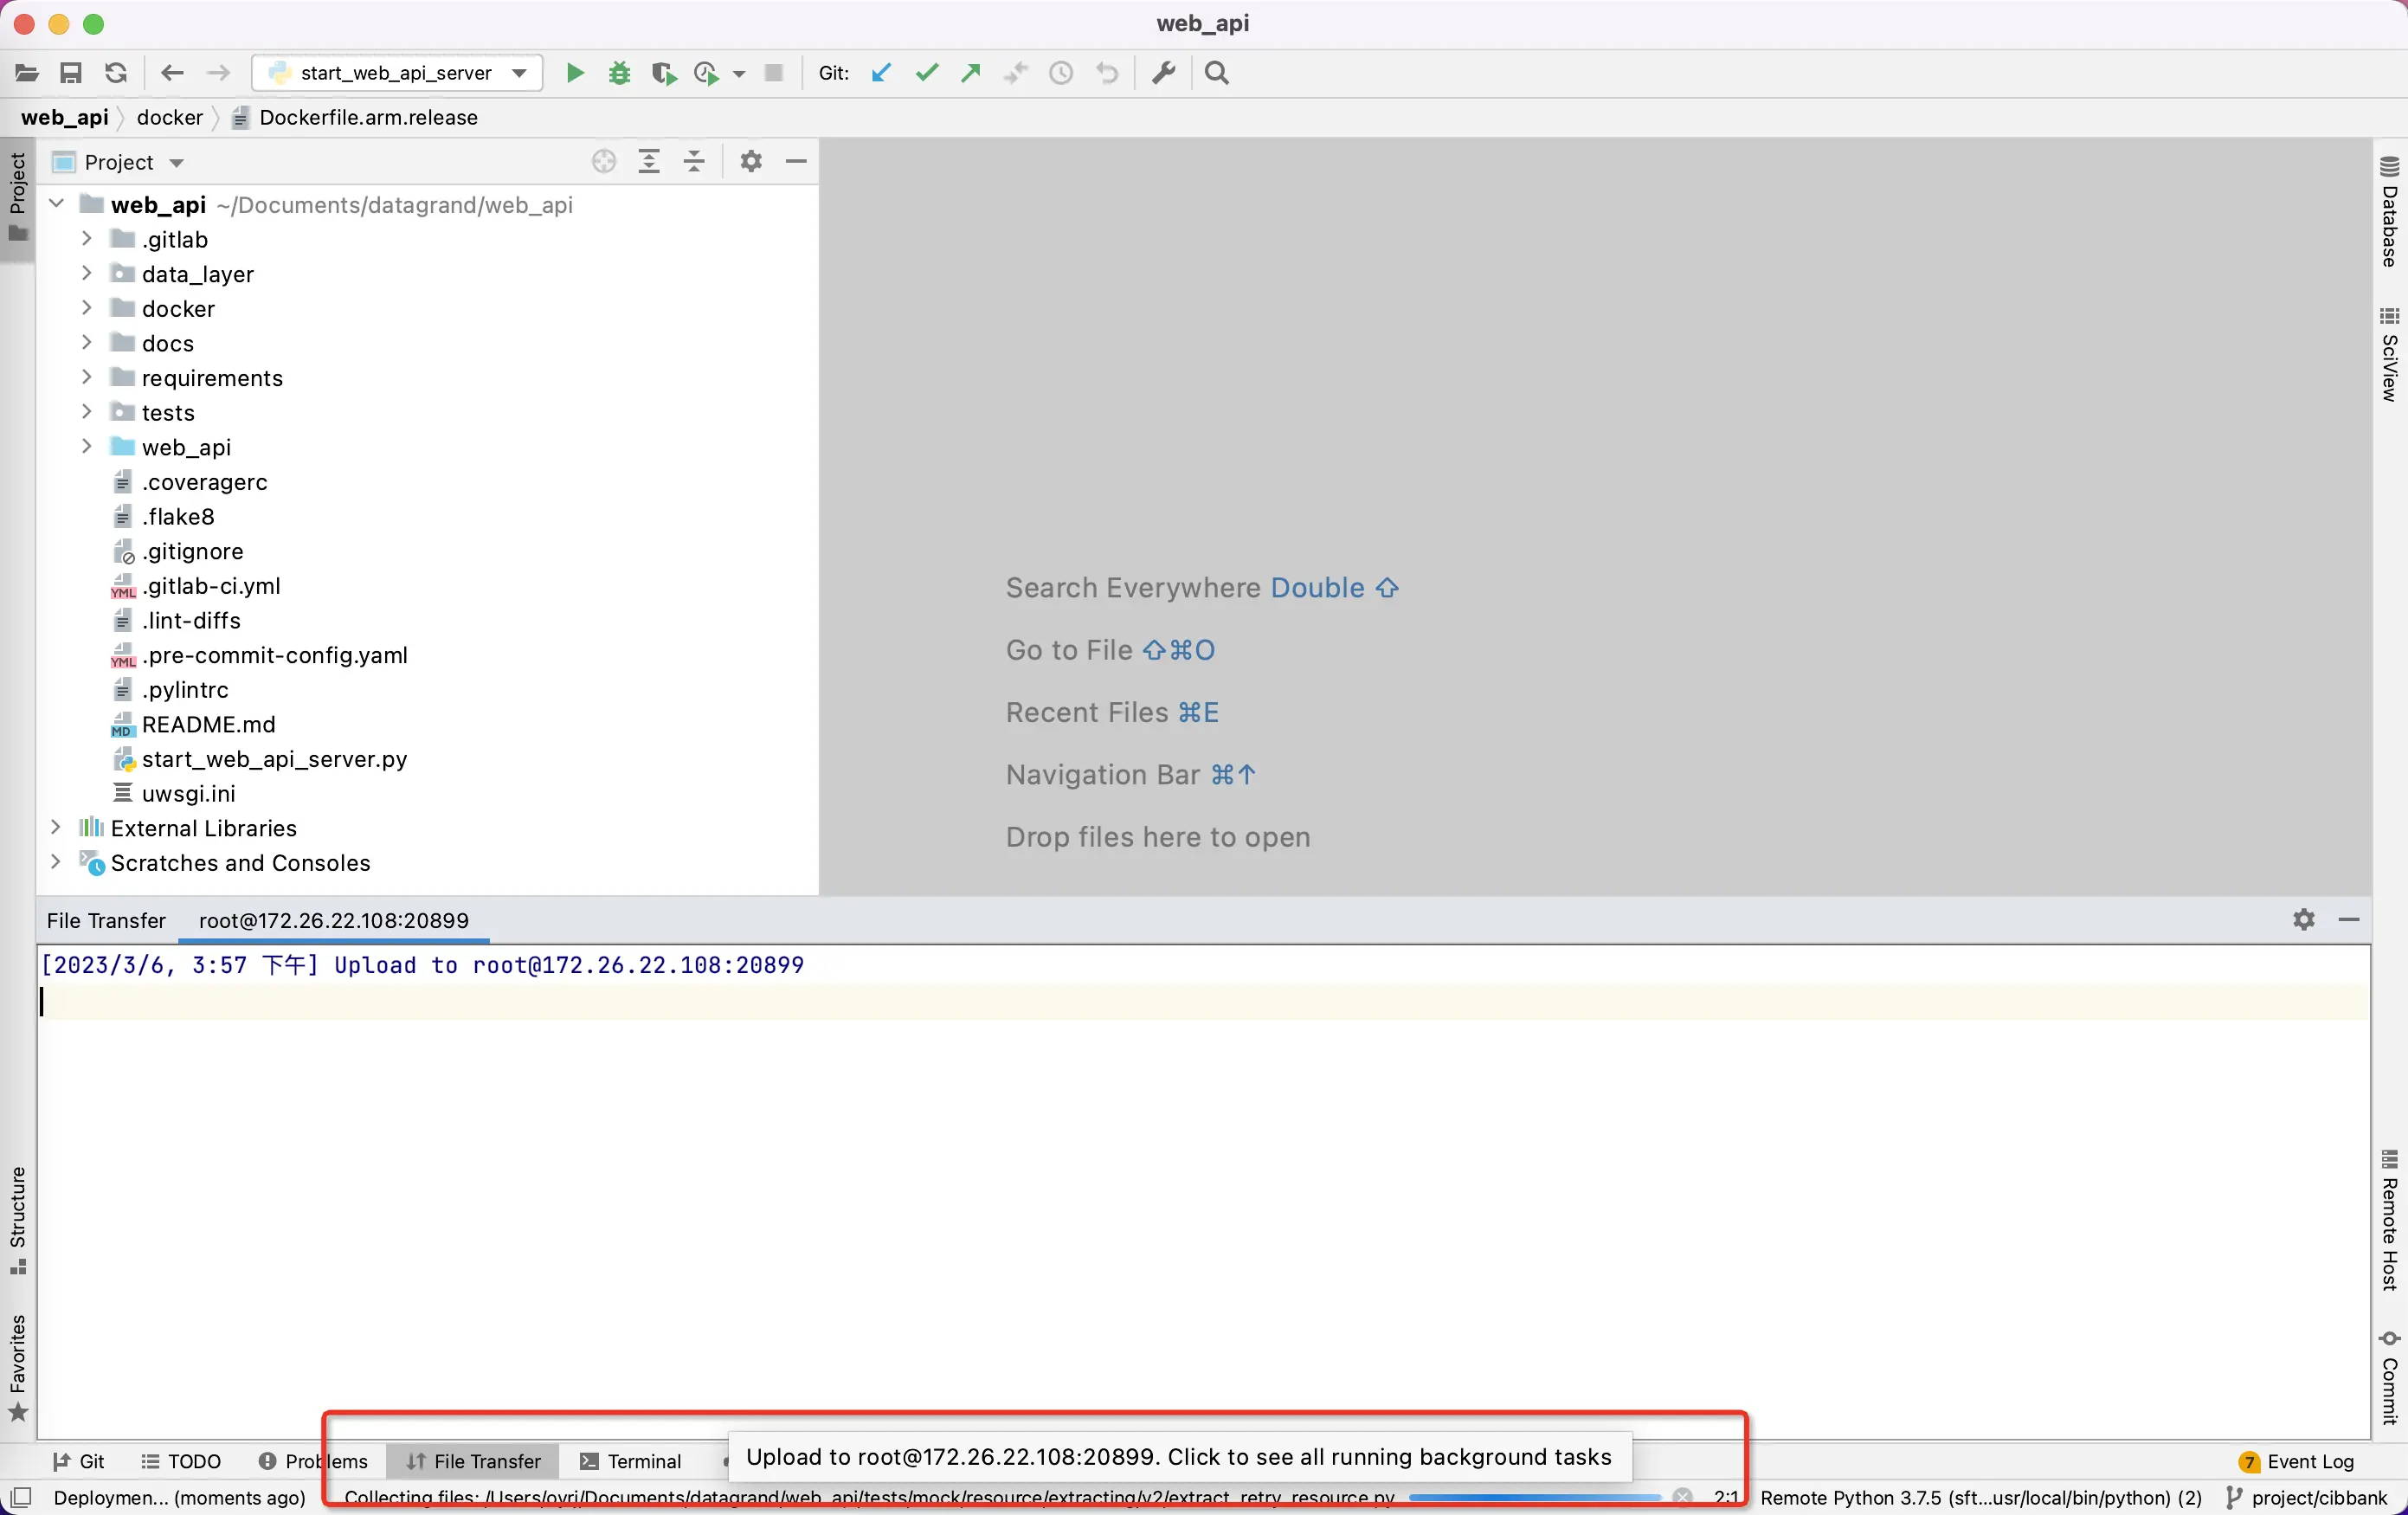 web_api
start_web_api_server
Git:
web_api
docker
Dockerfile.arm.release
Project
web_api ~/Documents/datagrand/web_api
.gitlab
data_layer
docker
docs
requirements
tests
web_api
.coveragerc
.flake8
.gitignore
.gitlab-ci.yml
.lint-diffs
.pre-commit-config.yaml
.pylintrc
README.md
start_web_api_server.py
uwsgi.ini
External Libraries
Scratches and Consoles
Project
Structure
Favorites
Search Everywhere Double ⇧
Go to File ⇧⌘O
Recent Files ⌘E
Navigation Bar ⌘↑
Drop files here to open
Database
SciView
Remote Host
Commit
File Transfer
root@172.26.22.108:20899
[2023/3/6, 3:57 下午] Upload to root@172.26.22.108:20899
Git
TODO
Problems
File Transfer
Terminal
Upload to root@172.26.22.108:20899. Click to see all running background tasks
7 Event Log
Deploymen... (moments ago)
Collecting files: /Users/oyrj/Documents/datagrand/web_api/tests/mock/resource/extracting/v2/extract_retry_resource.py
2:1
Remote Python 3.7.5 (sft...usr/local/bin/python) (2)
project/cibbank